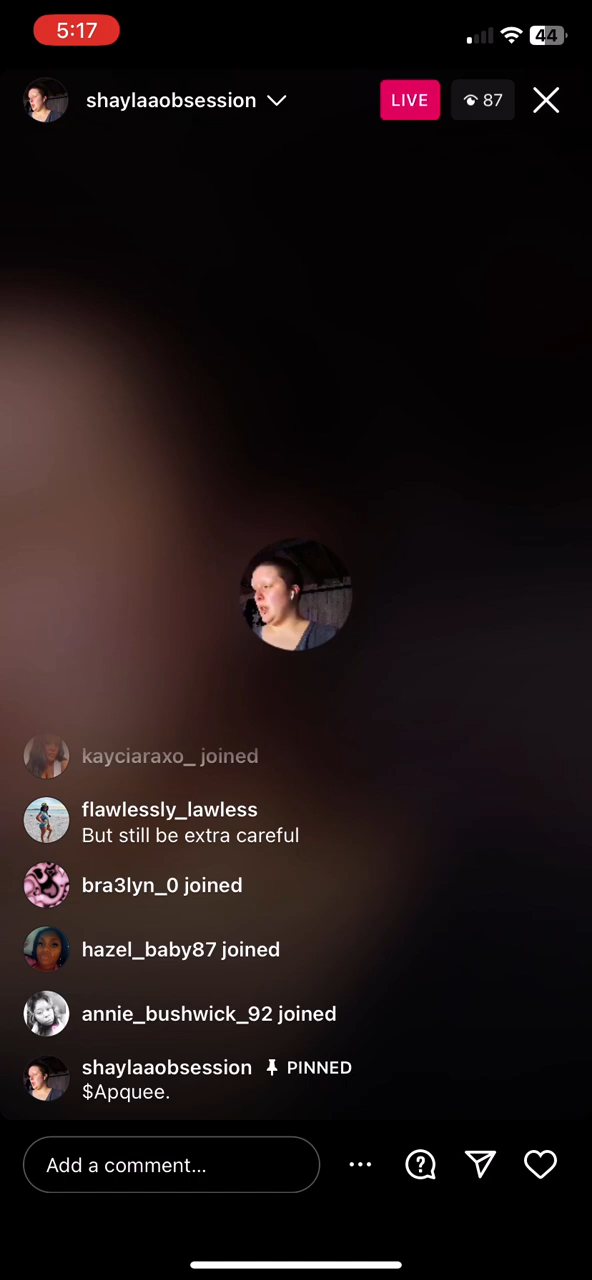 5:17
44
shaylaaobsession
LIVE
87
kayciaraxo_ joined
flawlessly_lawless
But still be extra careful
bra3lyn_0 joined
hazel_baby87 joined
annie_bushwick_92 joined
shaylaaobsession PINNED
$Apquee.
Add a comment...